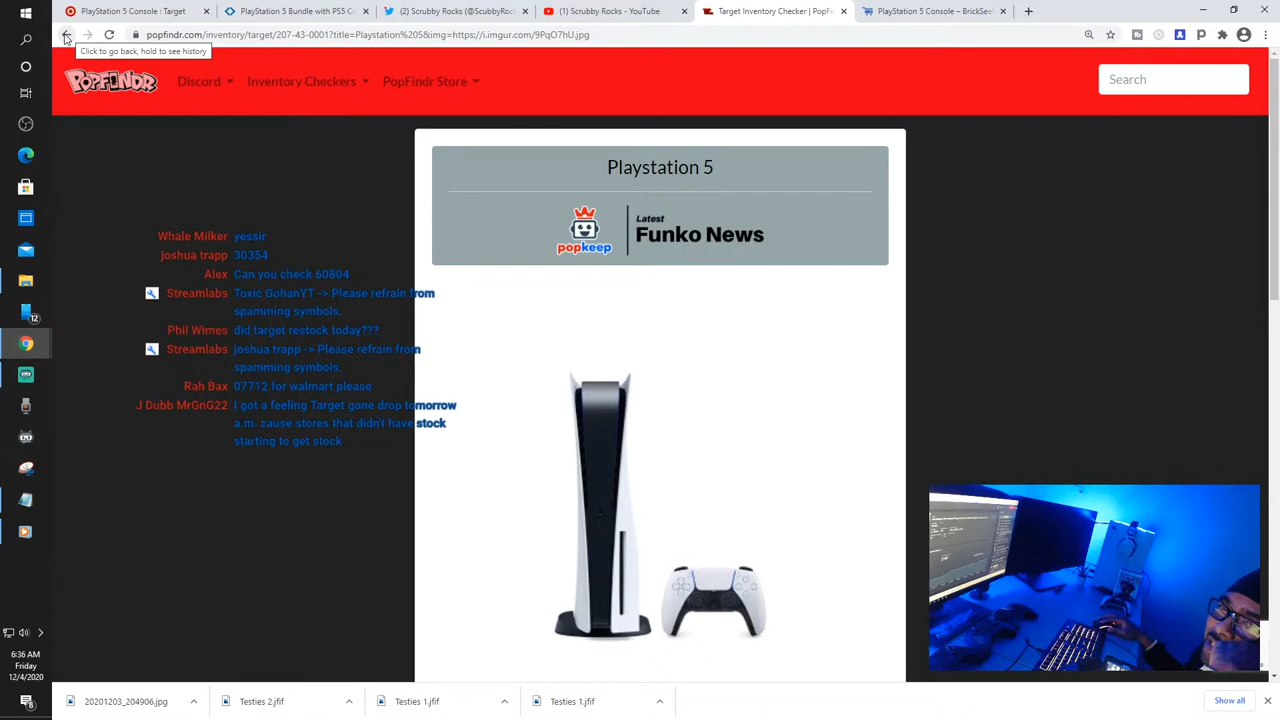 PlayStation 5 Console : Target
PlayStation 5 Bundle with PS5 Co
(2) Scrubby Rocks (@ScubbyRock
(1) Scrubby Rocks - YouTube
Target Inventory Checker | PopFi
PlayStation 5 Console – BrickSee
popfindr.com/inventory/target/207-43-0001?title=Playstation%205&img=https://i.imgur.com/9PqO7hU.jpg
Click to go back, hold to see history
POPFINDR
Discord
Inventory Checkers
PopFindr Store
Search
Playstation 5
popkeep
Latest
Funko News
Whale Milker yessir
joshua trapp 30354
Alex Can you check 60804
Streamlabs Toxic GohanYT -> Please refrain from
spamming symbols.
Phil Wimes did target restock today???
Streamlabs joshua trapp -> Please refrain from
spamming symbols.
Rah Bax 07712 for walmart please
J Dubb MrGnG22 I got a feeling Target gone drop tomorrow
a.m. cause stores that didn't have stock
starting to get stock
12
6:36 AM
Friday
12/4/2020
8
20201203_204906.jpg
Testies 2.jfif
Testies 1.jfif
Testies 1.jfif
Show all